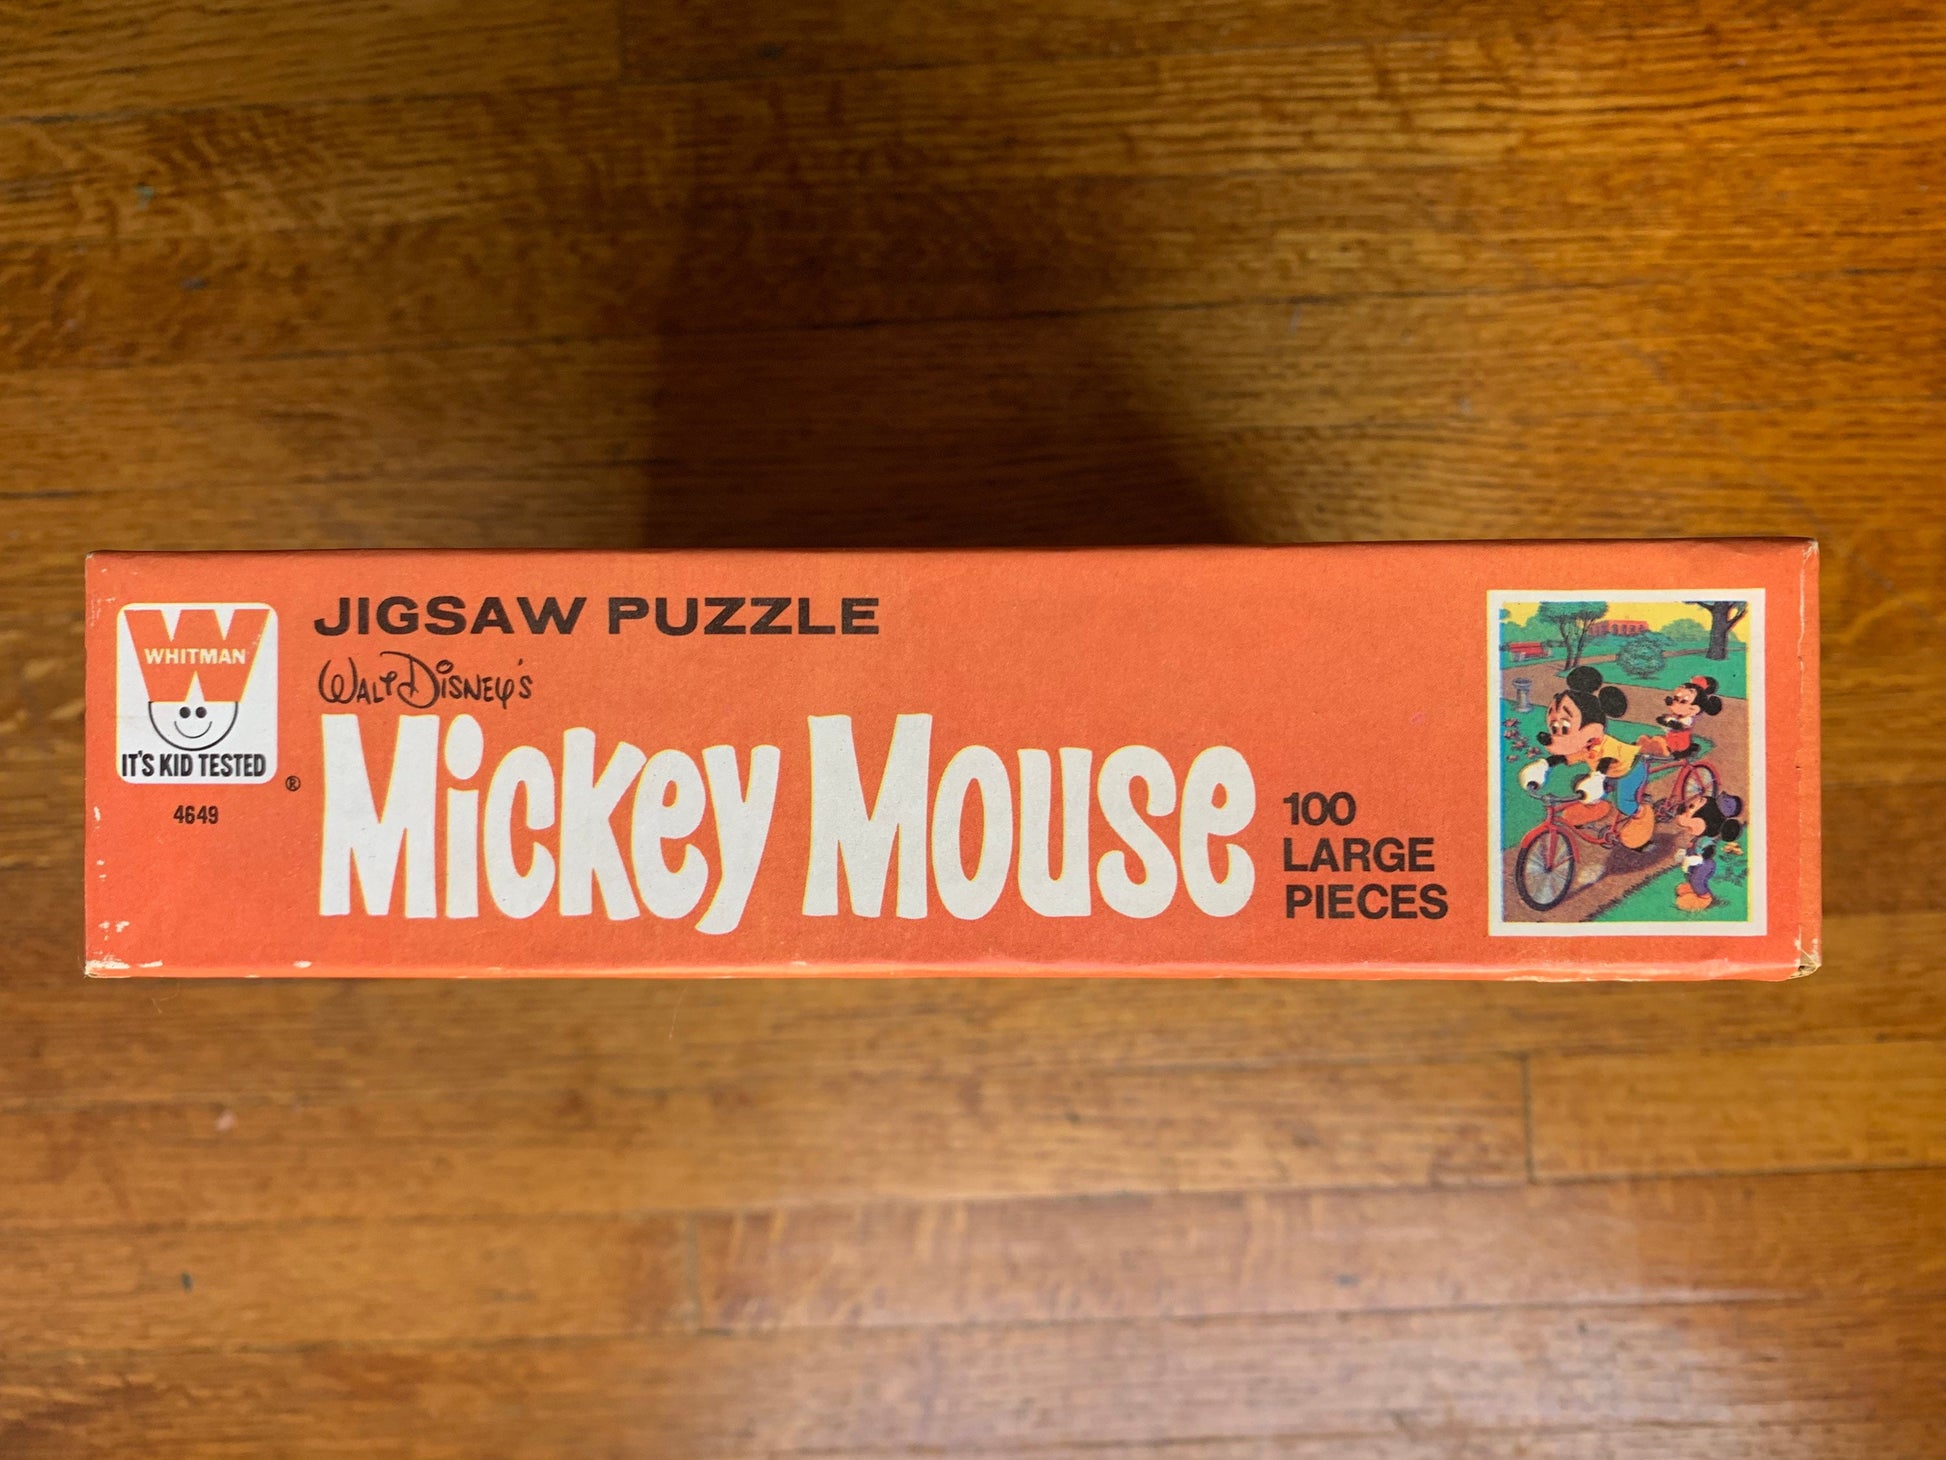 WHITMAN
IT'S KID TESTED
®
4649
JIGSAW PUZZLE
WALT DISNEY'S
MICKEY MOUSE
100
LARGE
PIECES